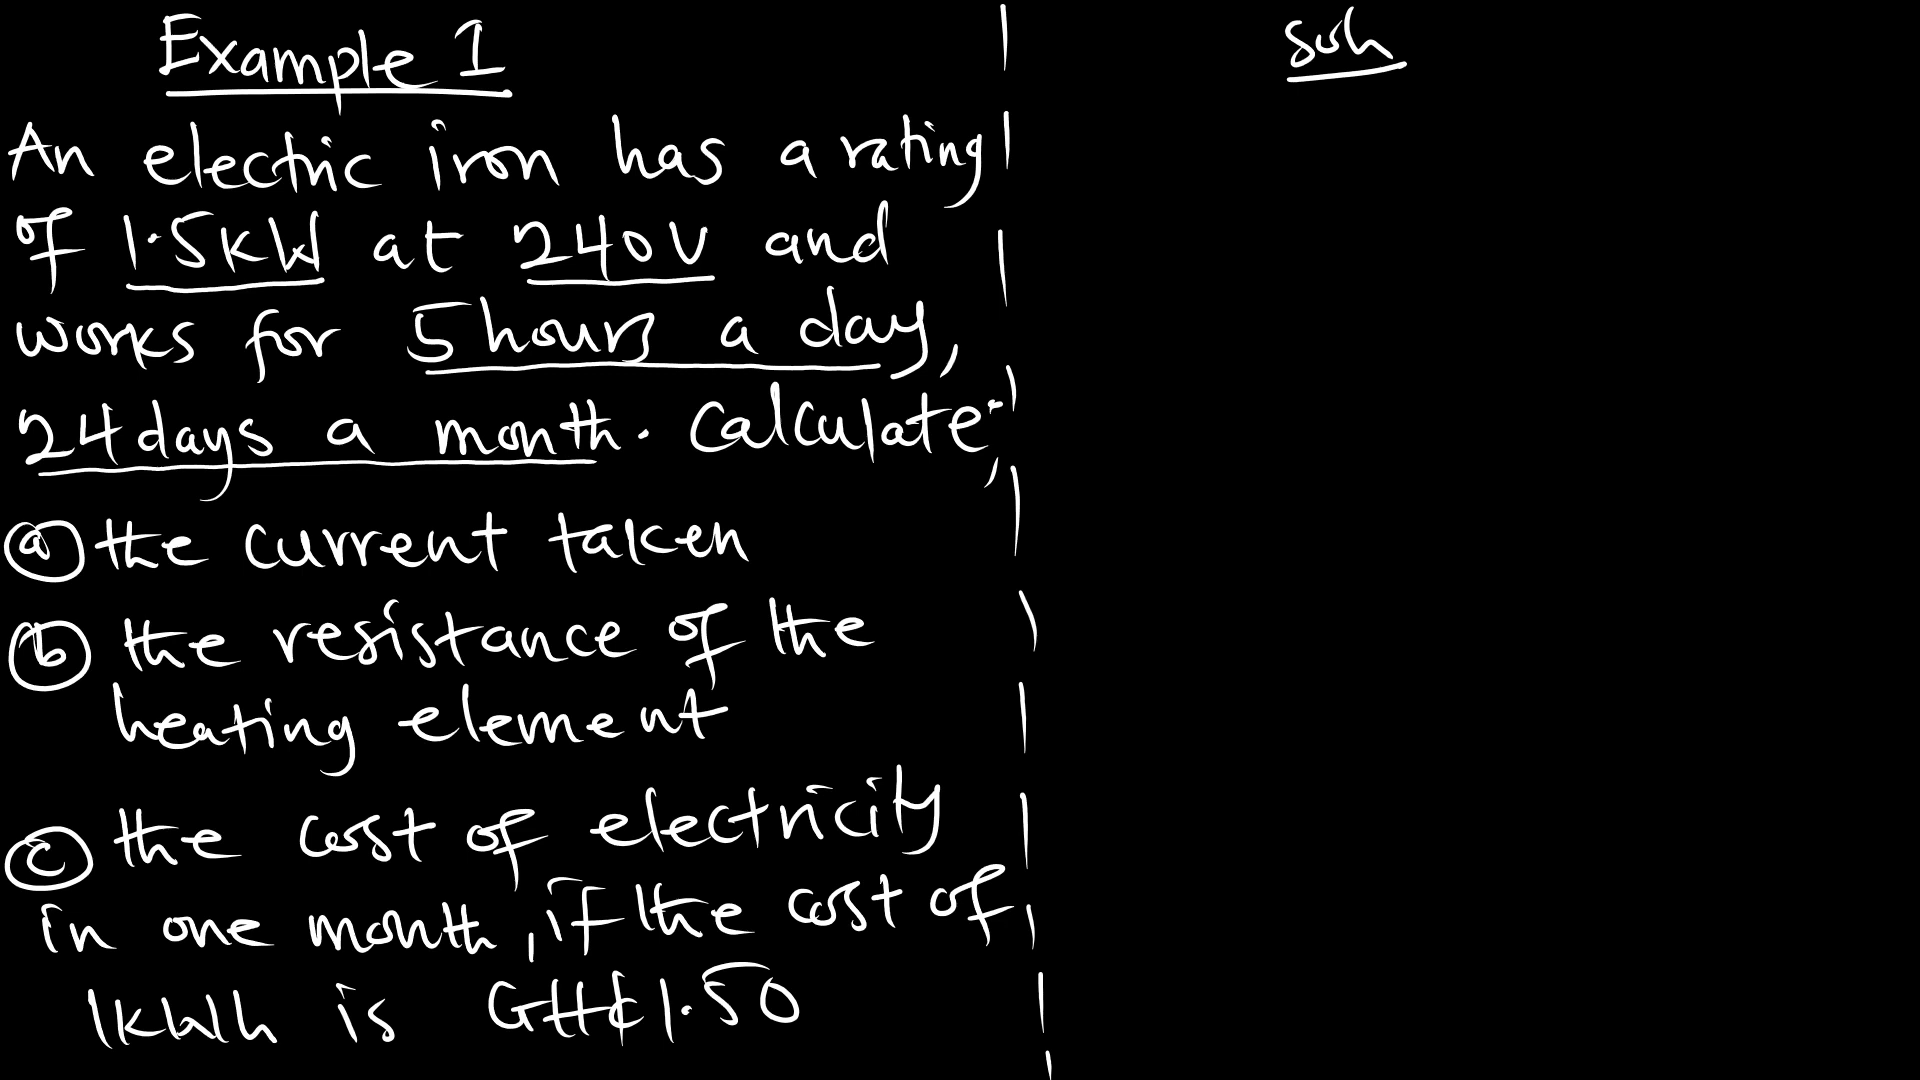 Example 1
An electric iron has a rating
of 1.5KW at 240V and
works for 5 hours a day,
24 days a month. Calculate;
(a) the current taken
(b) the resistance of the
heating element
(c) the cost of electricity
in one month, if the cost of
1KWh is GH₵1.50
soln